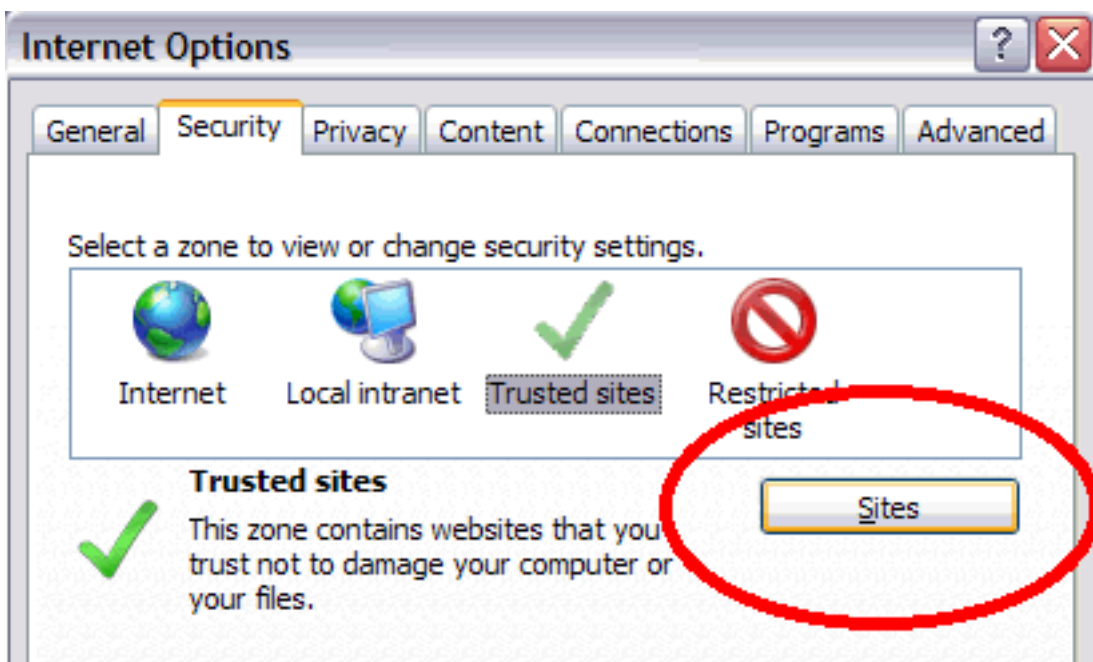 Internet Options
General Security Privacy Content Connections Programs Advanced
Select a zone to view or change security settings.
Internet Local intranet Trusted sites Restricted
sites
Trusted sites
Sites
This zone contains websites that you
trust not to damage your computer or
your files.